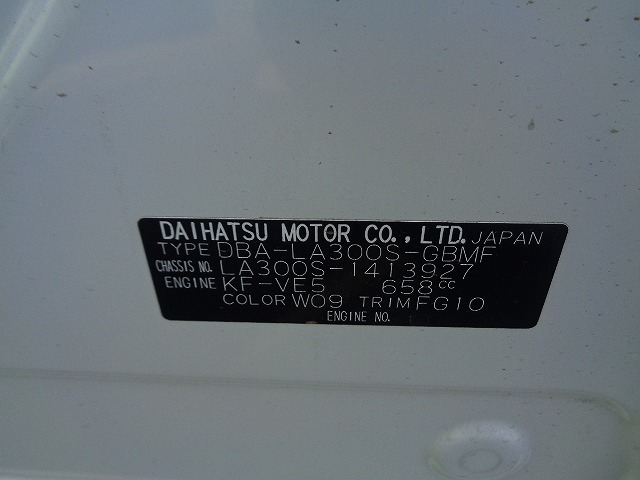 DAIHATSU MOTOR CO., LTD. JAPAN
TYPE DBA-LA300S-GBMF
CHASSIS NO. LA300S-1413927
ENGINE KF-VE5 658cc
COLOR W09 TRIM FG10
ENGINE NO.